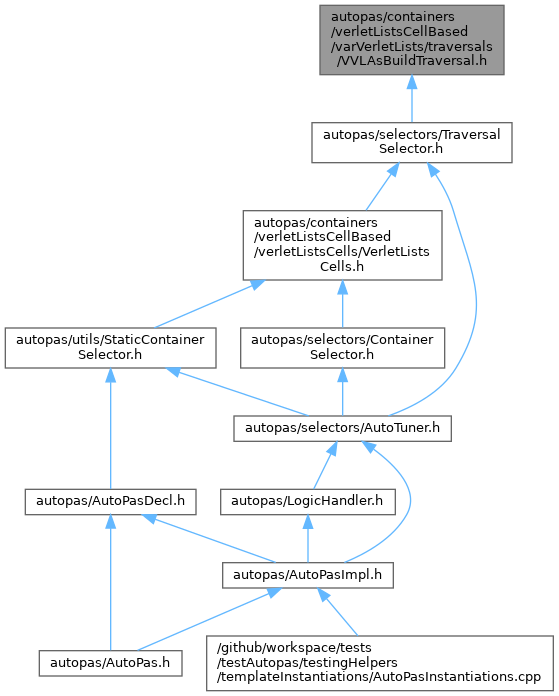 autopas/containers
/verletListsCellBased
/varVerletLists/traversals
/VVLAsBuildTraversal.h
autopas/selectors/Traversal
Selector.h
autopas/containers
/verletListsCellBased
/verletListsCells/VerletLists
Cells.h
autopas/utils/StaticContainer
Selector.h
autopas/selectors/Container
Selector.h
autopas/selectors/AutoTuner.h
autopas/AutoPasDecl.h
autopas/LogicHandler.h
autopas/AutoPasImpl.h
autopas/AutoPas.h
/github/workspace/tests
/testAutopas/testingHelpers
/templateInstantiations/AutoPasInstantiations.cpp